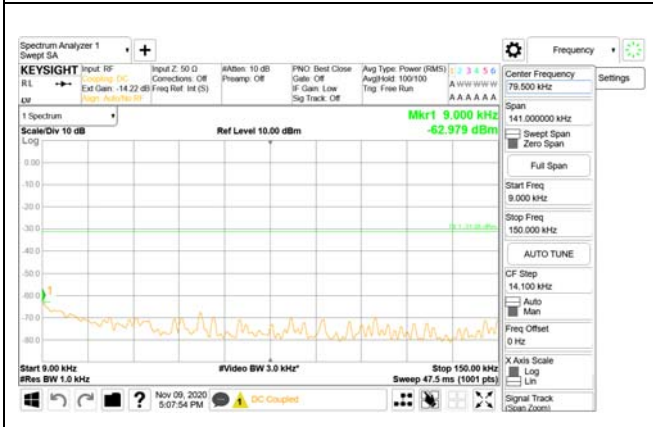 Spectrum Analyzer 1
Swept SA
+
Frequency
KEYSIGHT
RL
Input: RF
Coupling: DC
Ext Gain: -14.22 dB
Align: Auto/No RF
Input Z: 50 Ω
Corrections: Off
Freq Ref: Int (S)
#Atten: 10 dB
Preamp: Off
PNO: Best Close
Gate: Off
IF Gain: Low
Sig Track: Off
Avg Type: Power (RMS)
Avg|Hold: 100/100
Trig: Free Run
1 2 3 4 5 6
A W W W W W
A A A A A A
1 Spectrum
Scale/Div 10 dB
Log
Ref Level 10.00 dBm
Mkr1 9.000 kHz
-62.979 dBm
0.00
-10.0
-20.0
-30.0
-40.0
-50.0
-60.0
-70.0
-80.0
1
Start 9.00 kHz
#Res BW 1.0 kHz
#Video BW 3.0 kHz*
Stop 150.00 kHz
Sweep 47.5 ms (1001 pts)
Nov 09, 2020
5:07:54 PM
DC Coupled
Center Frequency
79.500 kHz
Settings
Span
141.000000 kHz
Swept Span
Zero Span
Full Span
Start Freq
9.000 kHz
Stop Freq
150.000 kHz
AUTO TUNE
CF Step
14.100 kHz
Auto
Man
Freq Offset
0 Hz
X Axis Scale
Log
Lin
Signal Track
(Span Zoom)